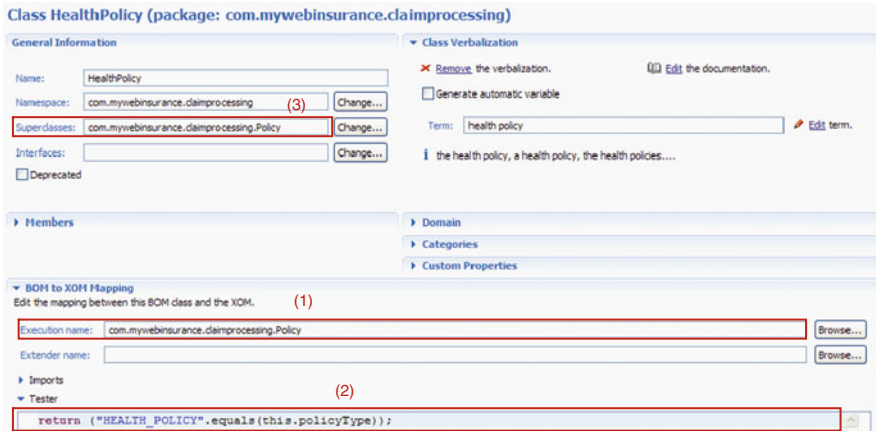 Class HealthPolicy (package: com.mywebinsurance.claimprocessing)
General Information
Name: HealthPolicy
Namespace: com.mywebinsurance.claimprocessing Change...
(3)
Superclasses: com.mywebinsurance.claimprocessing.Policy Change...
Interfaces: Change...
Deprecated
Class Verbalization
Remove the verbalization. Edit the documentation.
Generate automatic variable
Term: health policy Edit term.
i the health policy, a health policy, the health policies....
Members
Domain
Categories
Custom Properties
BOM to XOM Mapping
Edit the mapping between this BOM class and the XOM.
(1)
Execution name: com.mywebinsurance.claimprocessing.Policy Browse...
Extender name: Browse...
Imports
Tester
(2)
return ("HEALTH_POLICY".equals(this.policyType));